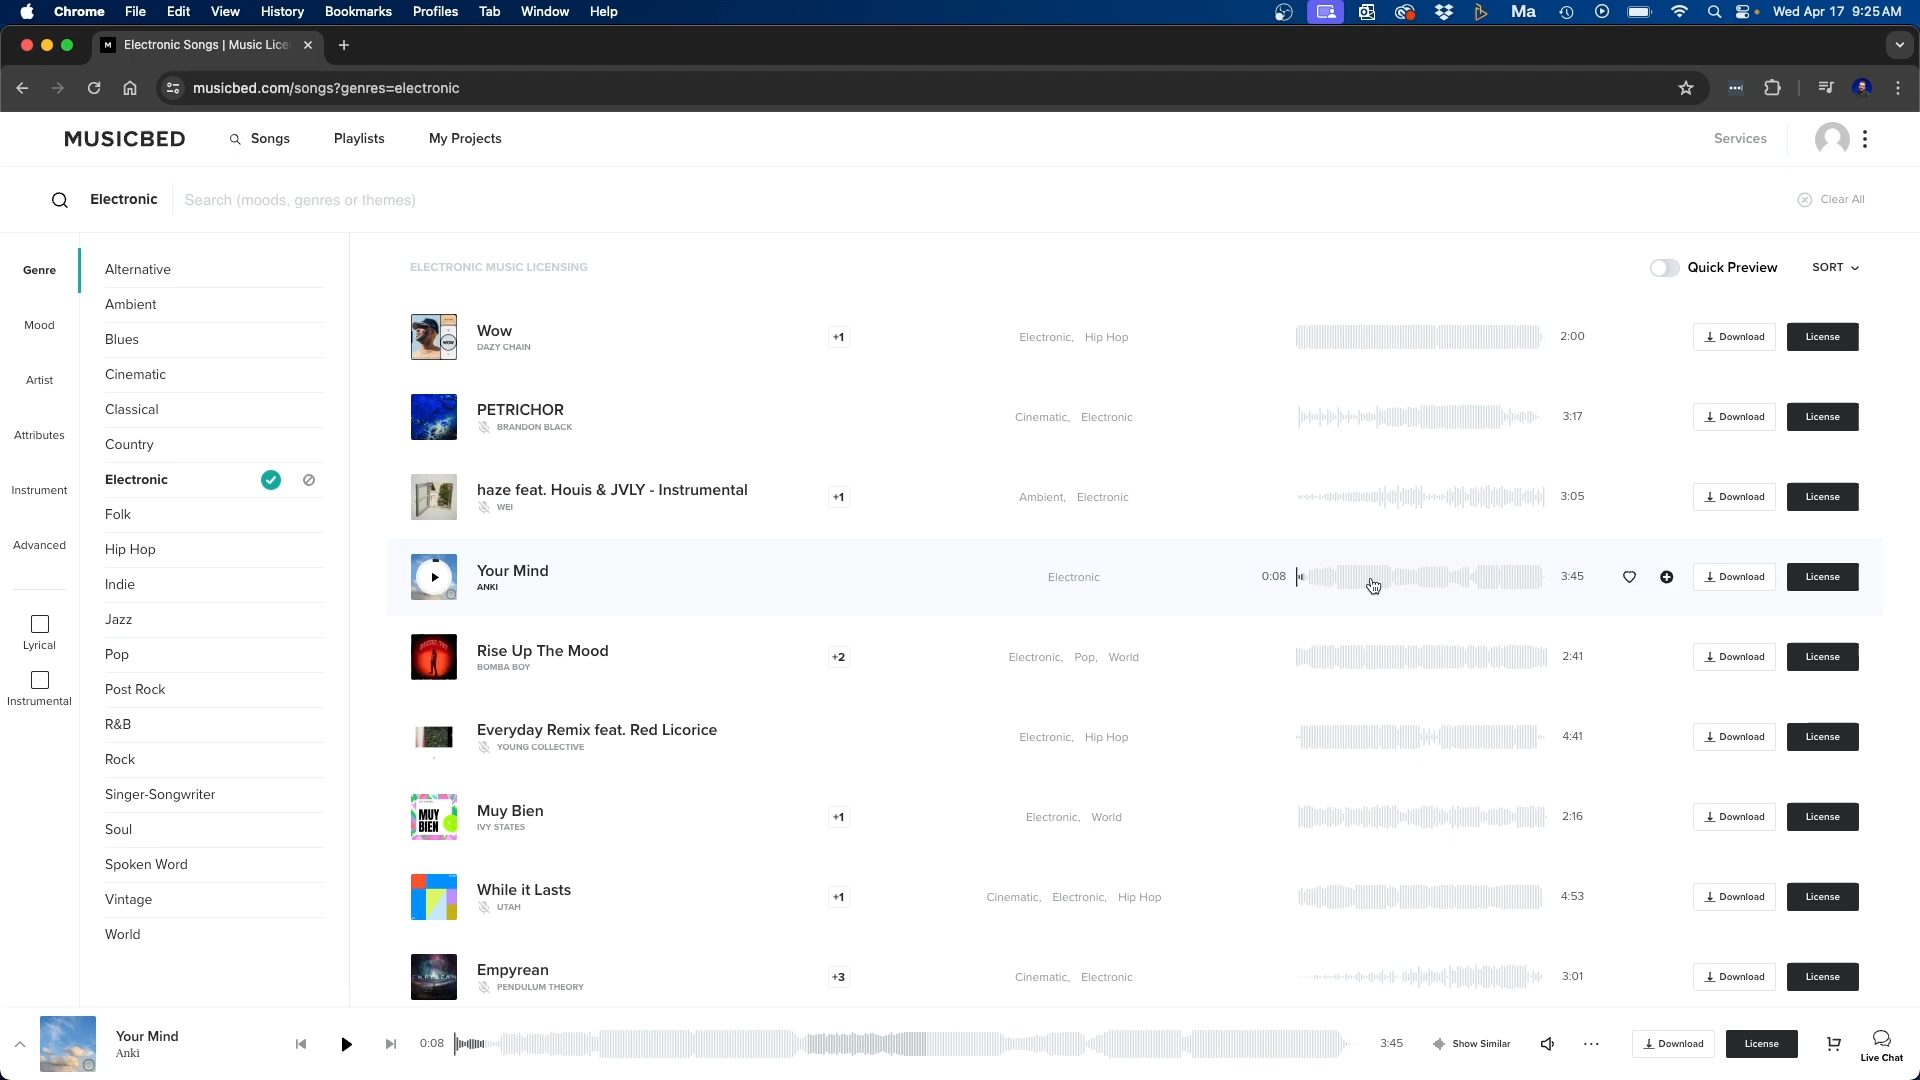 Chrome File Edit View History Bookmarks Profiles Tab Window Help Ma Wed Apr 17 9:25 AM
Electronic Songs | Music Lice
musicbed.com/songs?genres=electronic
MUSICBED Songs Playlists My Projects Services
Electronic Search (moods, genres or themes) Clear All
Genre
Mood
Artist
Attributes
Instrument
Advanced
Lyrical
Instrumental
Alternative
Ambient
Blues
Cinematic
Classical
Country
Electronic
Folk
Hip Hop
Indie
Jazz
Pop
Post Rock
R&B
Rock
Singer-Songwriter
Soul
Spoken Word
Vintage
World
ELECTRONIC MUSIC LICENSING Quick Preview SORT
Wow +1 Electronic, Hip Hop 2:00 Download License
DAZY CHAIN
PETRICHOR Cinematic, Electronic 3:17 Download License
BRANDON BLACK
haze feat. Houis & JVLY - Instrumental +1 Ambient, Electronic 3:05 Download License
WEI
Your Mind Electronic 0:08 3:45 Download License
ANKI
Rise Up The Mood +2 Electronic, Pop, World 2:41 Download License
BOMBA BOY
Everyday Remix feat. Red Licorice Electronic, Hip Hop 4:41 Download License
YOUNG COLLECTIVE
MUY BIEN
Muy Bien +1 Electronic, World 2:16 Download License
IVY STATES
While it Lasts +1 Cinematic, Electronic, Hip Hop 4:53 Download License
UTAH
Empyrean +3 Cinematic, Electronic 3:01 Download License
PENDULUM THEORY
Your Mind 0:08 3:45 Show Similar Download License
Anki
Live Chat